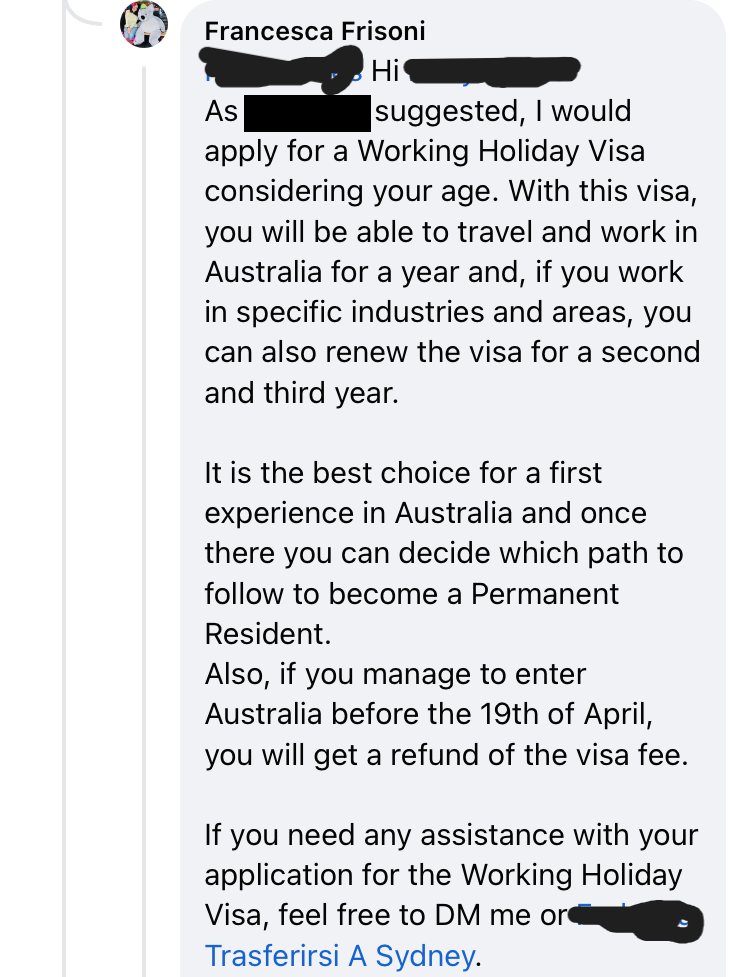 Francesca Frisoni
Hi
As suggested, I would
apply for a Working Holiday Visa
considering your age. With this visa,
you will be able to travel and work in
Australia for a year and, if you work
in specific industries and areas, you
can also renew the visa for a second
and third year.
It is the best choice for a first
experience in Australia and once
there you can decide which path to
follow to become a Permanent
Resident.
Also, if you manage to enter
Australia before the 19th of April,
you will get a refund of the visa fee.
If you need any assistance with your
application for the Working Holiday
Visa, feel free to DM me or
Trasferirsi A Sydney.